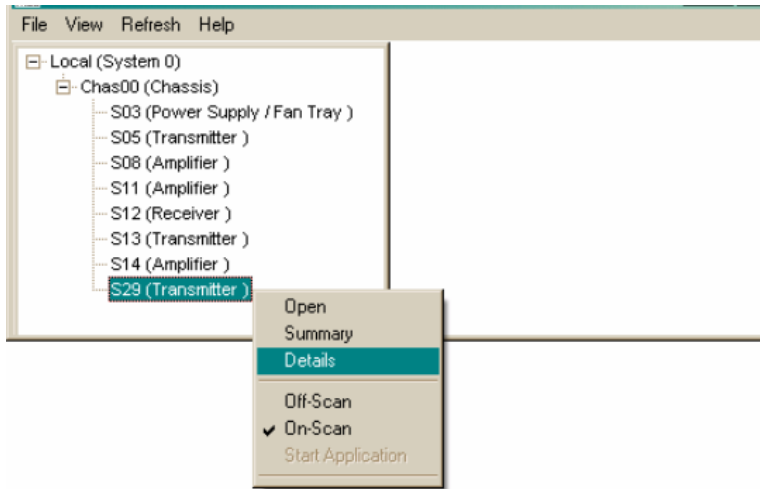 File View Refresh Help
Local (System 0)
Chas00 (Chassis)
S03 (Power Supply / Fan Tray )
S05 (Transmitter )
S08 (Amplifier )
S11 (Amplifier )
S12 (Receiver )
S13 (Transmitter )
S14 (Amplifier )
S29 (Transmitter )
Open
Summary
Details
Off-Scan
On-Scan
Start Application